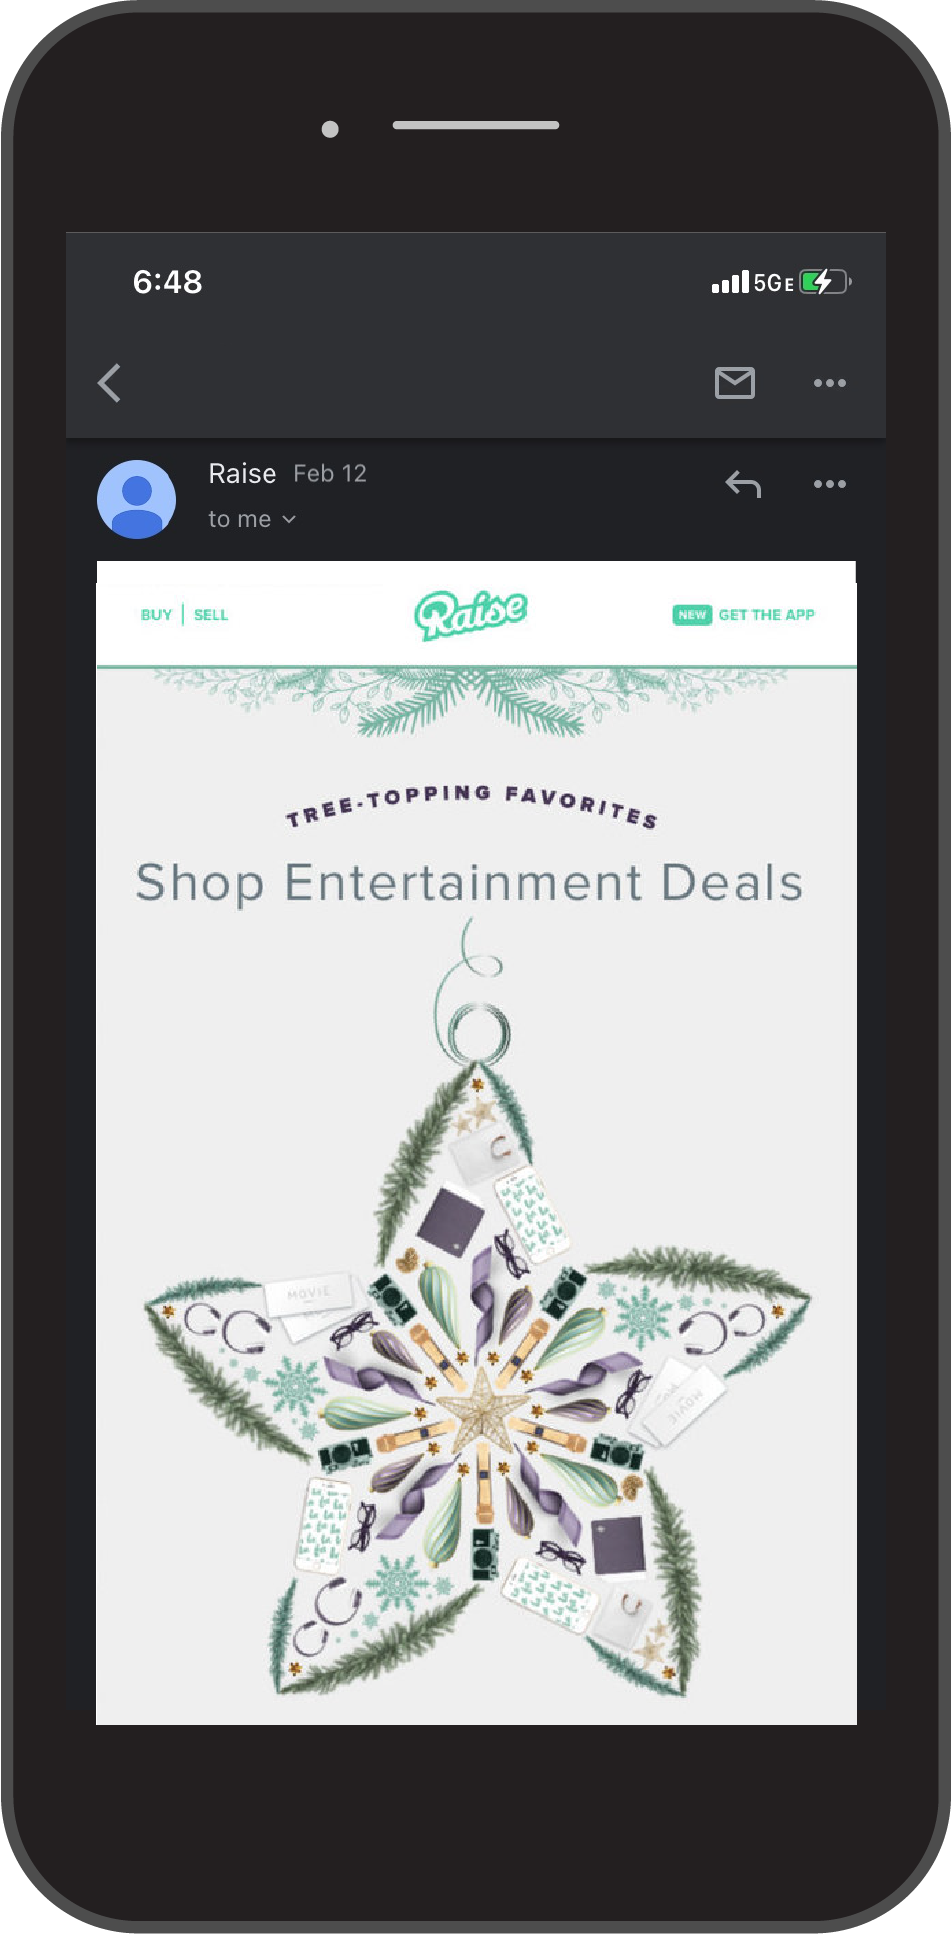 6:48 5GE
Raise Feb 12
to me
BUY | SELL Raise NEW GET THE APP
TREE-TOPPING FAVORITES
Shop Entertainment Deals
MOVIE
MOVIE